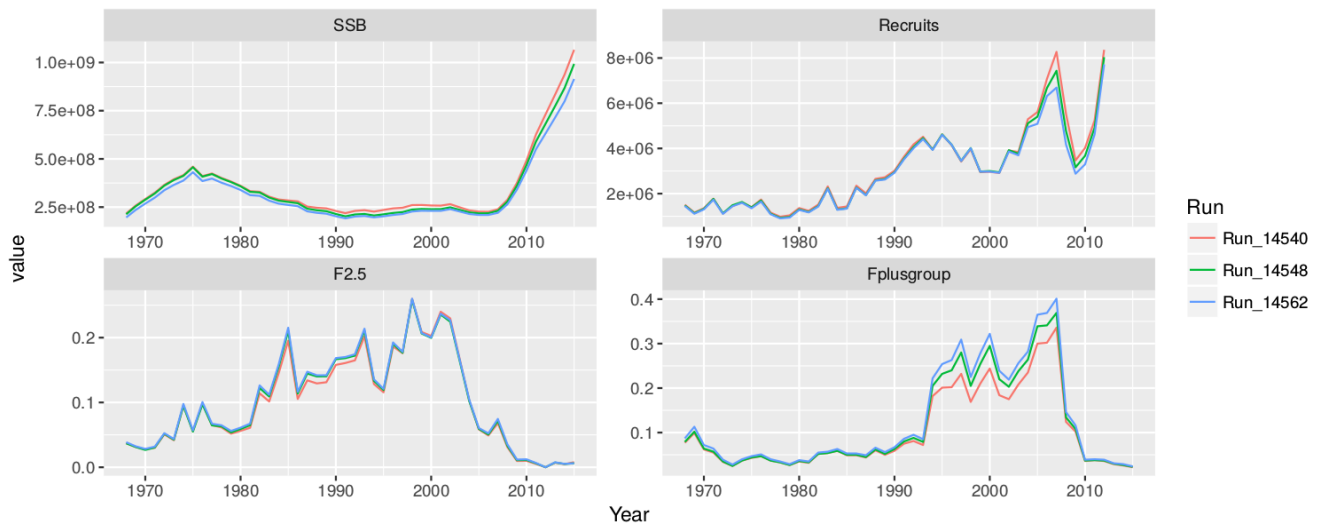 SSB
Recruits
1.0e+09
7.5e+08
5.0e+08
2.5e+08
8e+06
6e+06
4e+06
2e+06
1970 1980 1990 2000 2010
1970 1980 1990 2000 2010
F2.5
Fplusgroup
0.2
0.1
0.0
0.4
0.3
0.2
0.1
1970 1980 1990 2000 2010
1970 1980 1990 2000 2010
value
Year
Run
Run_14540
Run_14548
Run_14562